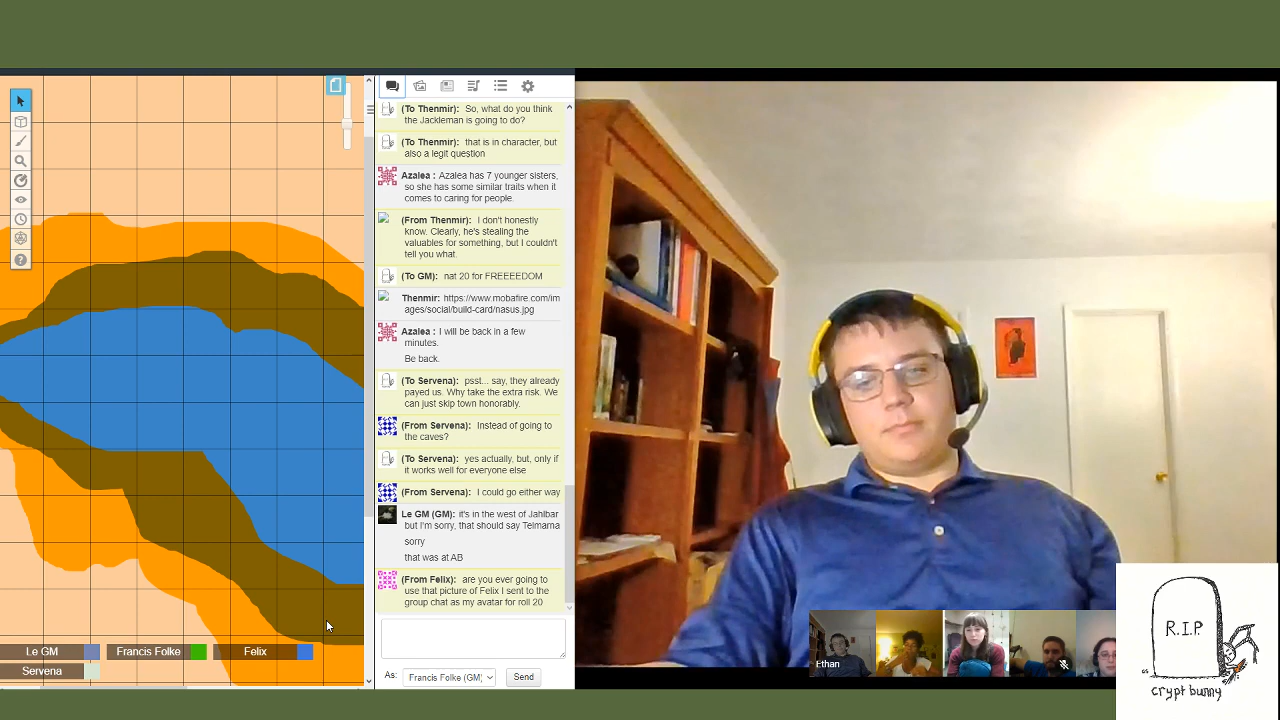 (To Thenmir): So, what do you think
the Jackleman is going to do?
(To Thenmir): that is in character, but
also a legit question
Azalea : Azalea has 7 younger sisters,
so she has some similar traits when it
comes to caring for people.
(From Thenmir): I don't honestly
know. Clearly, he's stealing the
valuables for something, but I couldn't
tell you what.
(To GM): nat 20 for FREEEEDOM
Thenmir: https://www.mobafire.com/im
ages/social/build-card/nasus.jpg
Azalea : I will be back in a few
minutes.
Be back.
(To Servena): psst... say, they already
payed us. Why take the extra risk. We
can just skip town honorably.
(From Servena): Instead of going to
the caves?
(To Servena): yes actually, but, only if
it works well for everyone else
(From Servena): I could go either way
Le GM (GM): it's in the west of Jahlbar
but I'm sorry, that should say Telmarna
sorry
that was at AB
(From Felix): are you ever going to
use that picture of Felix I sent to the
group chat as my avatar for roll 20
As: Francis Folke (GM) Send
Le GM
Francis Folke
Felix
Servena
Ethan
R.I.P.
crypt bunny